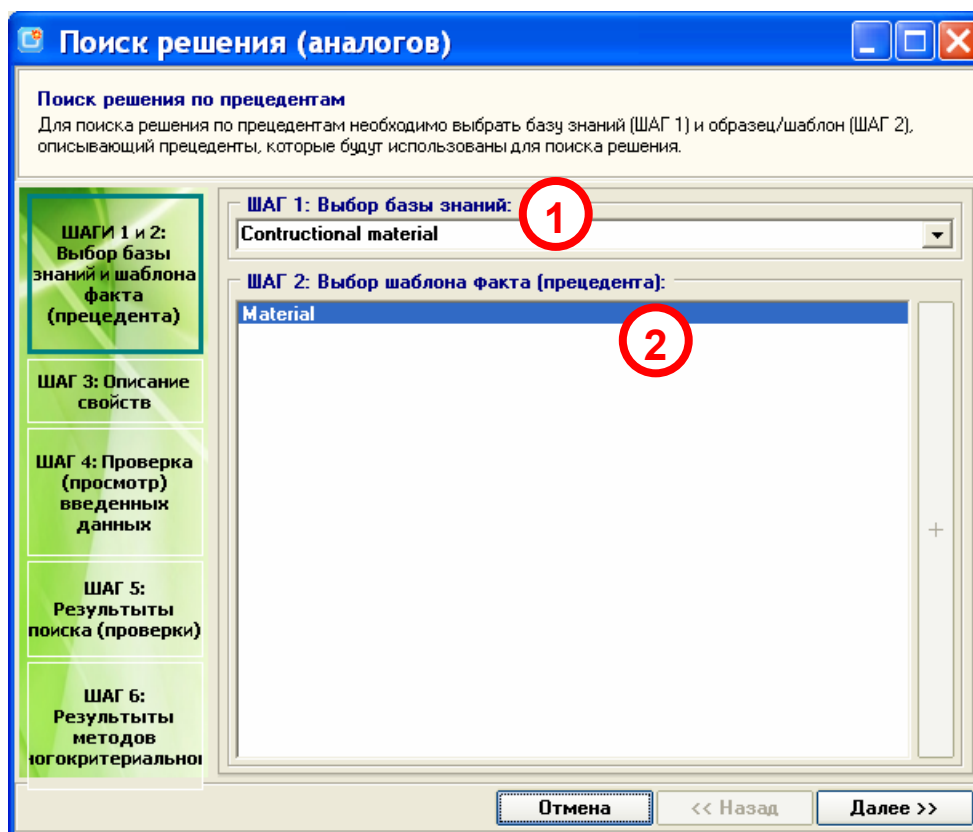 Поиск решения (аналогов)
Поиск решения по прецедентам
Для поиска решения по прецедентам необходимо выбрать базу знаний (ШАГ 1) и образец/шаблон (ШАГ 2),
описывающий прецеденты, которые будут использованы для поиска решения.
ШАГИ 1 и 2:
Выбор базы
знаний и шаблона
факта
(прецедента)
ШАГ 3: Описание
свойств
ШАГ 4: Проверка
(просмотр)
введенных
данных
ШАГ 5:
Результыты
поиска (проверки)
ШАГ 6:
Результыты
методов
ногокритериальног
ШАГ 1: Выбор базы знаний:
1
Contructional material
ШАГ 2: Выбор шаблона факта (прецедента):
Material
2
+
Отмена
<< Назад
Далее >>